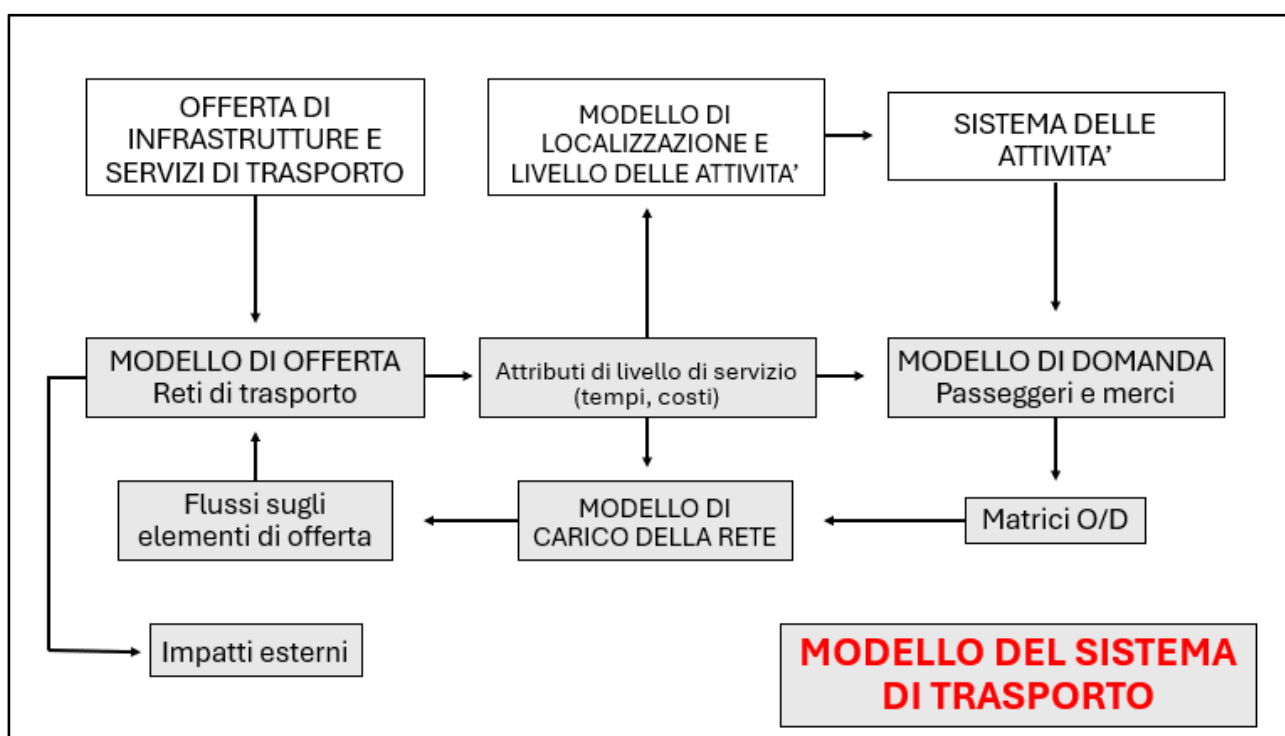 OFFERTA DI
INFRASTRUTTURE E
SERVIZI DI TRASPORTO
MODELLO DI
LOCALIZZAZIONE E
LIVELLO DELLE ATTIVITA’
SISTEMA DELLE
ATTIVITA’
MODELLO DI OFFERTA
Reti di trasporto
Attributi di livello di servizio
(tempi, costi)
MODELLO DI DOMANDA
Passeggeri e merci
Flussi sugli
elementi di offerta
MODELLO DI
CARICO DELLA RETE
Matrici O/D
Impatti esterni
MODELLO DEL SISTEMA
DI TRASPORTO